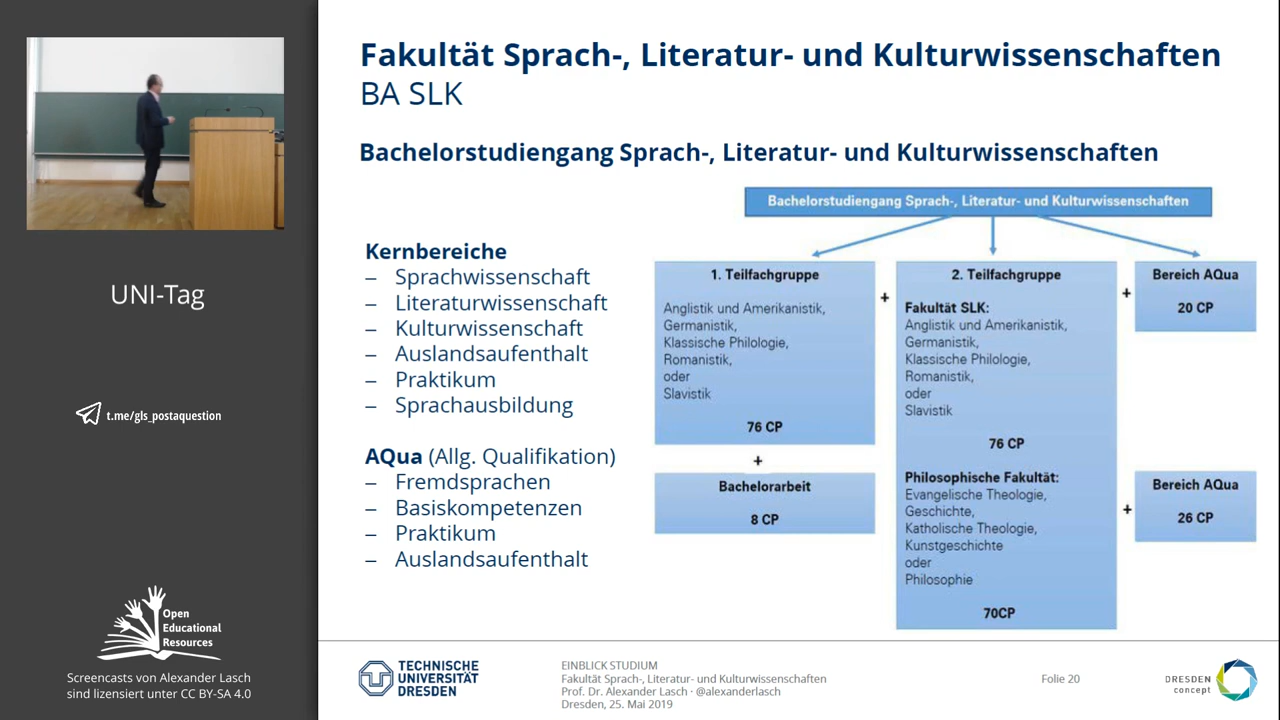 UNI-Tag
t.me/gls_postaquestion
Open
Educational
Resources
Screencasts von Alexander Lasch
sind lizensiert unter CC BY-SA 4.0
Fakultät Sprach-, Literatur- und Kulturwissenschaften
BA SLK
Bachelorstudiengang Sprach-, Literatur- und Kulturwissenschaften
Kernbereiche
– Sprachwissenschaft
– Literaturwissenschaft
– Kulturwissenschaft
– Auslandsaufenthalt
– Praktikum
– Sprachausbildung
AQua (Allg. Qualifikation)
– Fremdsprachen
– Basiskompetenzen
– Praktikum
– Auslandsaufenthalt
Bachelorstudiengang Sprach-, Literatur- und Kulturwissenschaften
1. Teilfachgruppe
Anglistik und Amerikanistik,
Germanistik,
Klassische Philologie,
Romanistik,
oder
Slavistik
76 CP
+
Bachelorarbeit
8 CP
+
2. Teilfachgruppe
Fakultät SLK:
Anglistik und Amerikanistik,
Germanistik,
Klassische Philologie,
Romanistik,
oder
Slavistik
76 CP
Philosophische Fakultät:
Evangelische Theologie,
Geschichte,
Katholische Theologie,
Kunstgeschichte
oder
Philosophie
70CP
+
Bereich AQua
20 CP
+
Bereich AQua
26 CP
TECHNISCHE
UNIVERSITÄT
DRESDEN
EINBLICK STUDIUM
Fakultät Sprach-, Literatur- und Kulturwissenschaften
Prof. Dr. Alexander Lasch · @alexanderlasch
Dresden, 25. Mai 2019
Folie 20
DRESDEN
concept